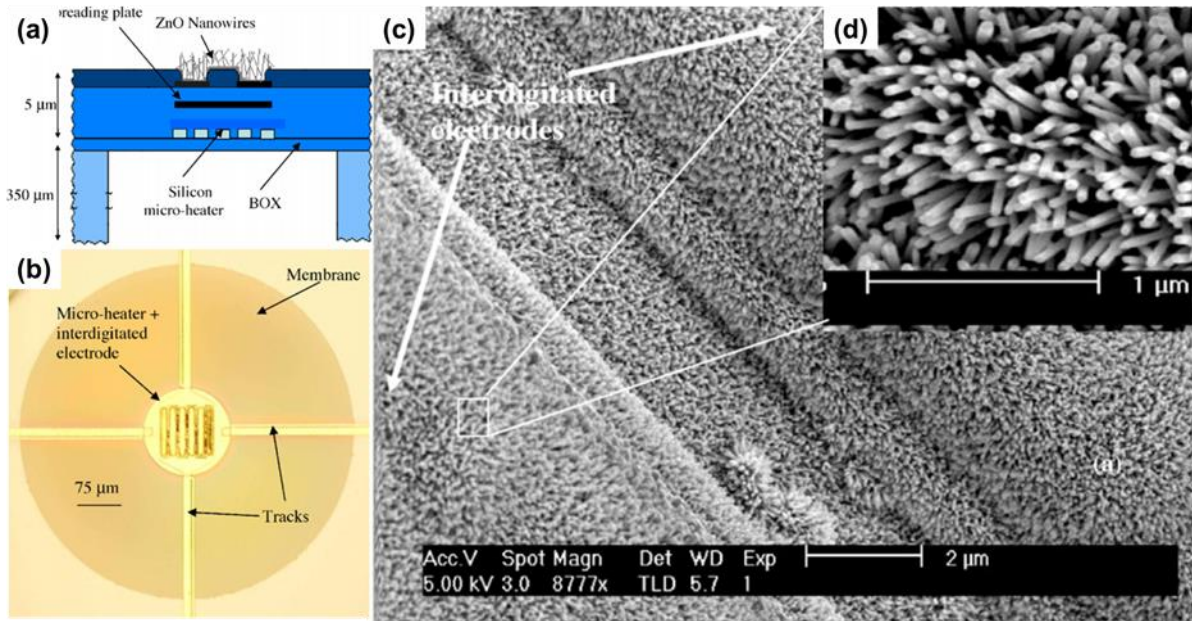 (a)
preading plate
ZnO Nanowires
5 μm
350 μm
Silicon
micro-heater
BOX
(b)
Membrane
Micro-heater +
interdigitated
electrode
75 μm
Tracks
(c)
Interdigitated
electrodes
(a)
Acc.V Spot Magn Det WD Exp
5.00 kV 3.0 8777x TLD 5.7 1
2 μm
(d)
1 μm